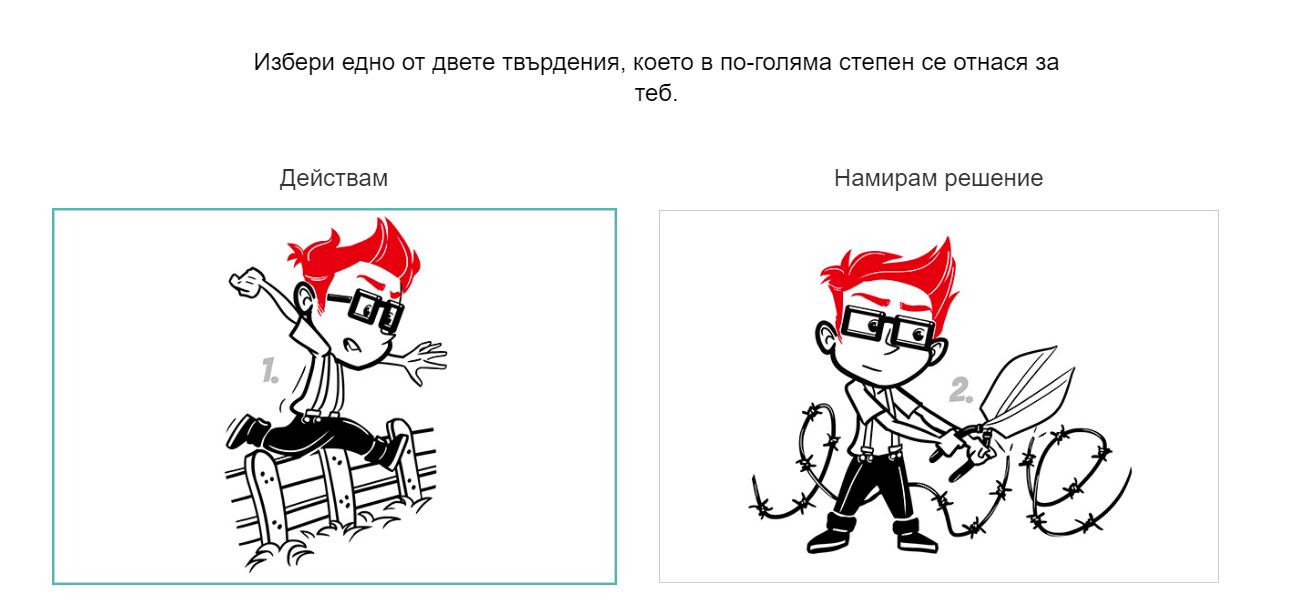 Избери едно от двете твърдения, което в по-голяма степен се отнася за
теб.
Действам
Намирам решение
1.
2.